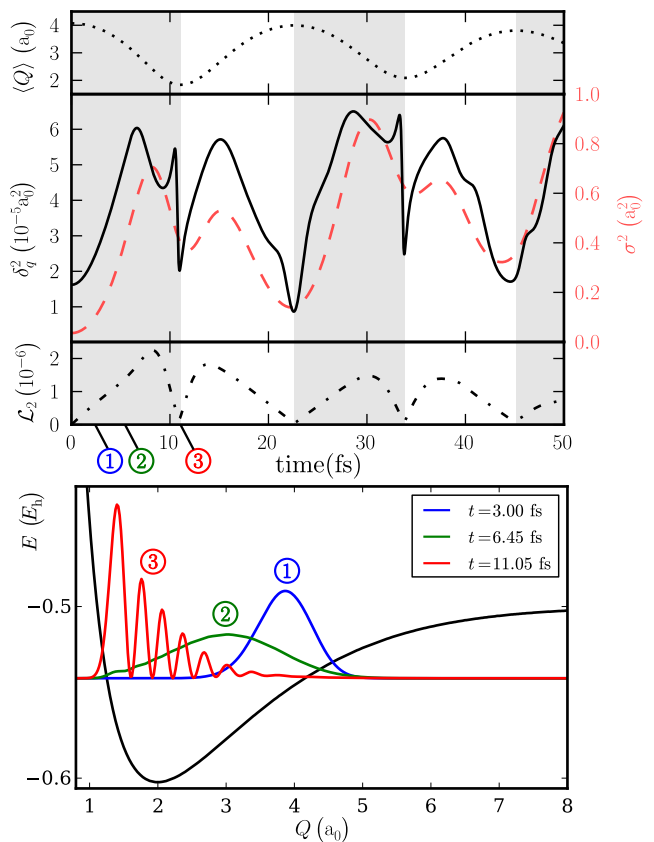 ⟨Q⟩ (a₀)
4
3
2
δ²_q (10⁻⁵a₀²)
6
5
4
3
2
1
1.0
0.8
0.6
0.4
0.2
0.0
σ² (a₀²)
ℒ₂ (10⁻⁶)
2
1
0
0 10 20 30 40 50
① ② ③
time(fs)
E (Eₕ)
t=3.00 fs
t=6.45 fs
t=11.05 fs
③
①
②
−0.5
−0.6
1 2 3 4 5 6 7 8
Q (a₀)